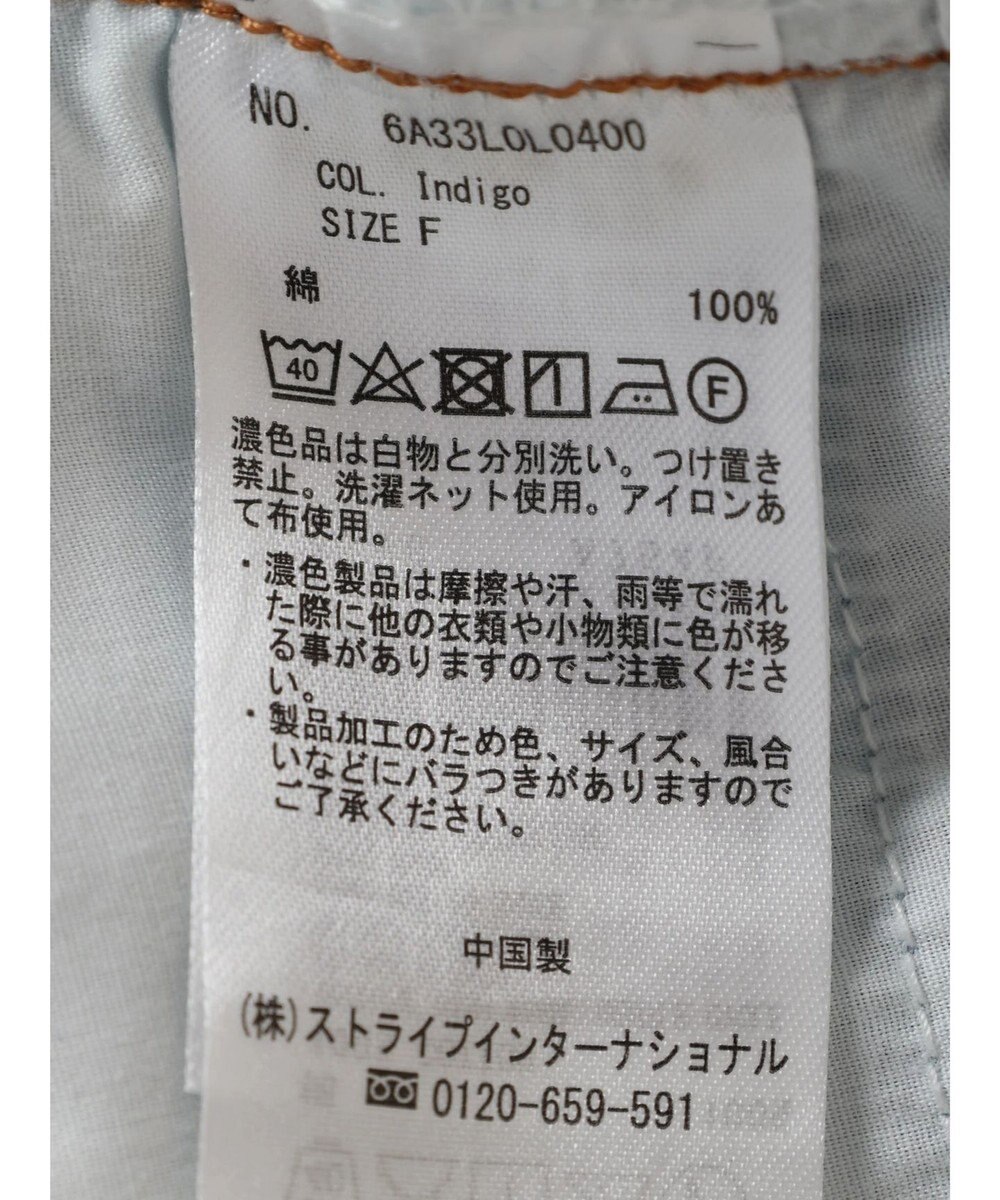 NO. 6A33L0L0400
COL. Indigo
SIZE F
綿 100%
40 F
濃色品は白物と分別洗い。つけ置き
禁止。洗濯ネット使用。アイロンあ
て布使用。
・濃色製品は摩擦や汗、雨等で濡れ
た際に他の衣類や小物類に色が移
る事がありますのでご注意くださ
い。
・製品加工のため色、サイズ、風合
いなどにバラつきがありますので
ご了承ください。
中国製
(株)ストライプインターナショナル
0120-659-591